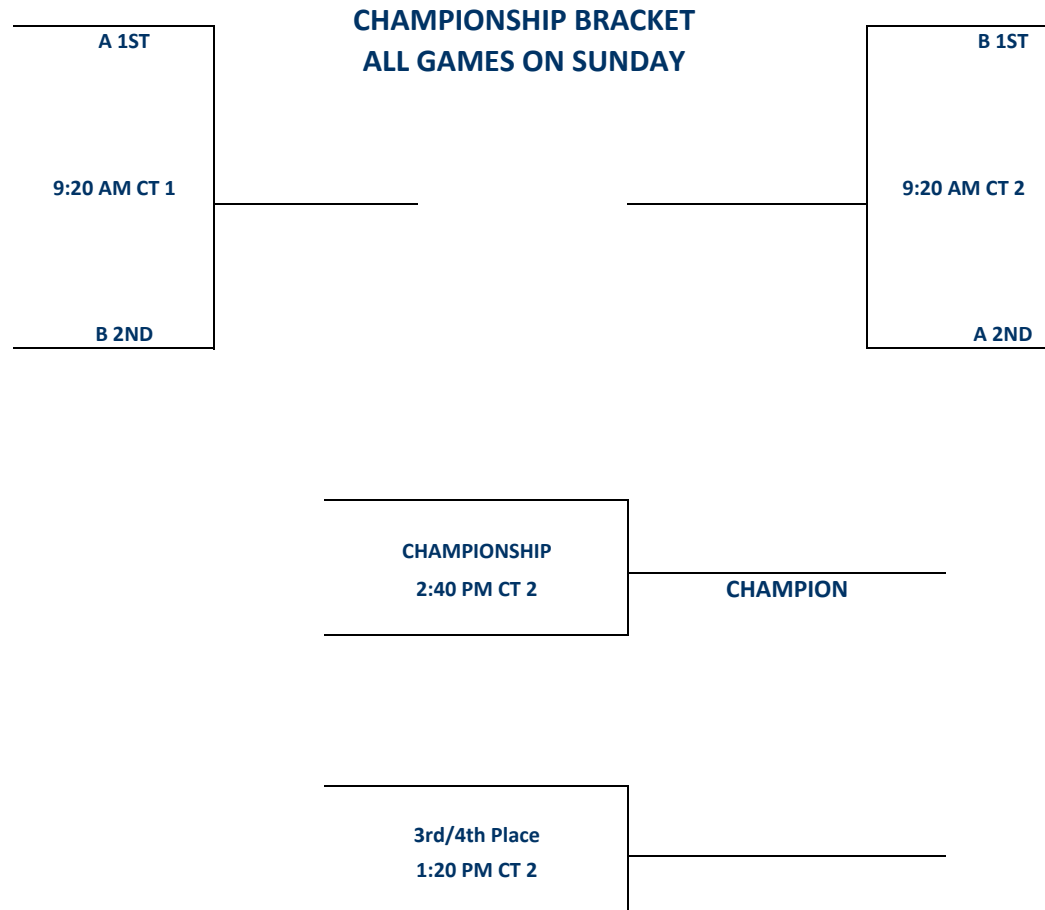 CHAMPIONSHIP BRACKET
ALL GAMES ON SUNDAY
A 1ST
B 1ST
9:20 AM CT 1
9:20 AM CT 2
B 2ND
A 2ND
CHAMPIONSHIP
2:40 PM CT 2
CHAMPION
3rd/4th Place
1:20 PM CT 2